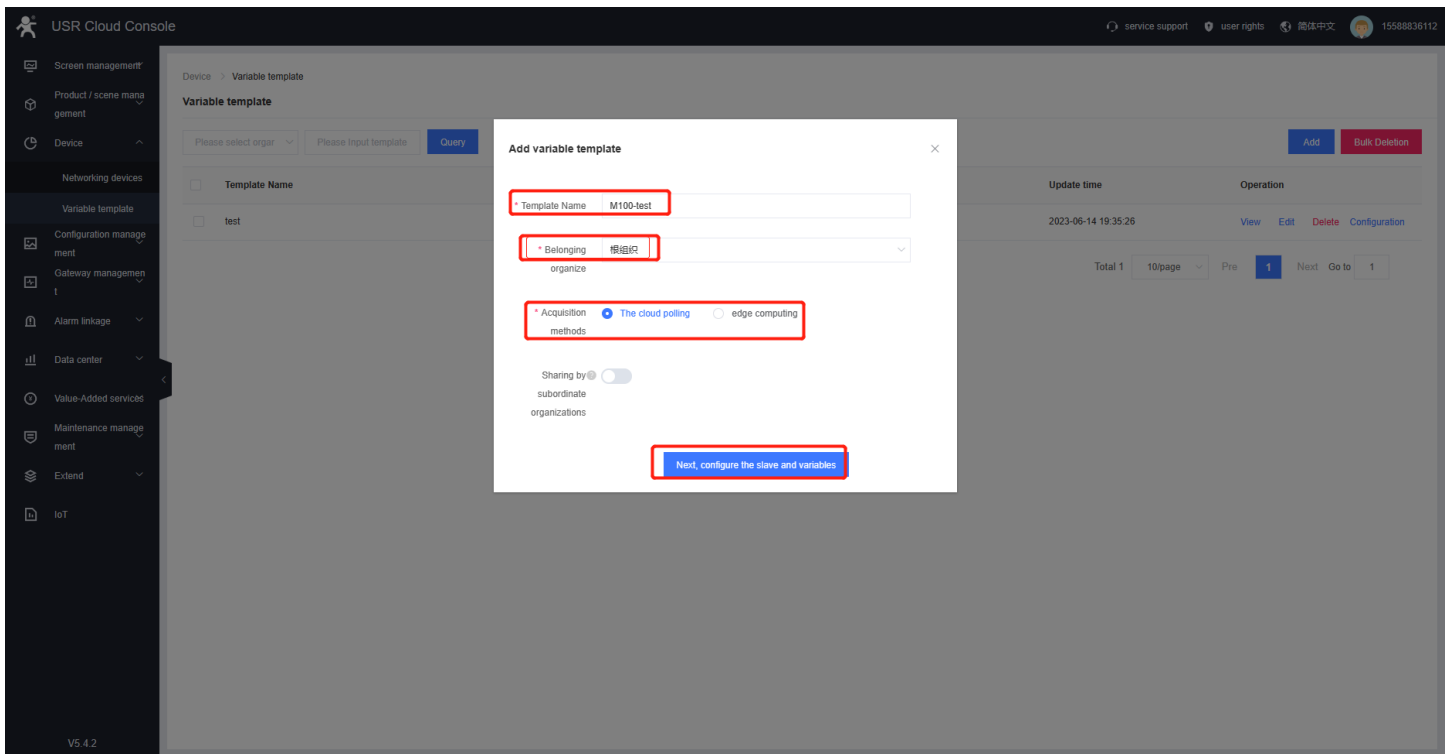 USR Cloud Console
service support
user rights
简体中文
15588836112
Screen management
Product / scene mana
gement
Device
Networking devices
Variable template
Configuration manage
ment
Gateway managemen
t
Alarm linkage
Data center
Value-Added services
Maintenance manage
ment
Extend
IoT
V5.4.2
Device > Variable template
Variable template
Please select orgar
Please Input template
Query
Add
Bulk Deletion
Template Name
Update time
Operation
test
2023-06-14 19:35:26
View Edit Delete Configuration
Total 1 10/page Pre 1 Next Go to 1
Add variable template
* Template Name M100-test
* Belonging 根组织
organize
* Acquisition The cloud polling edge computing
methods
Sharing by
subordinate
organizations
Next, configure the slave and variables